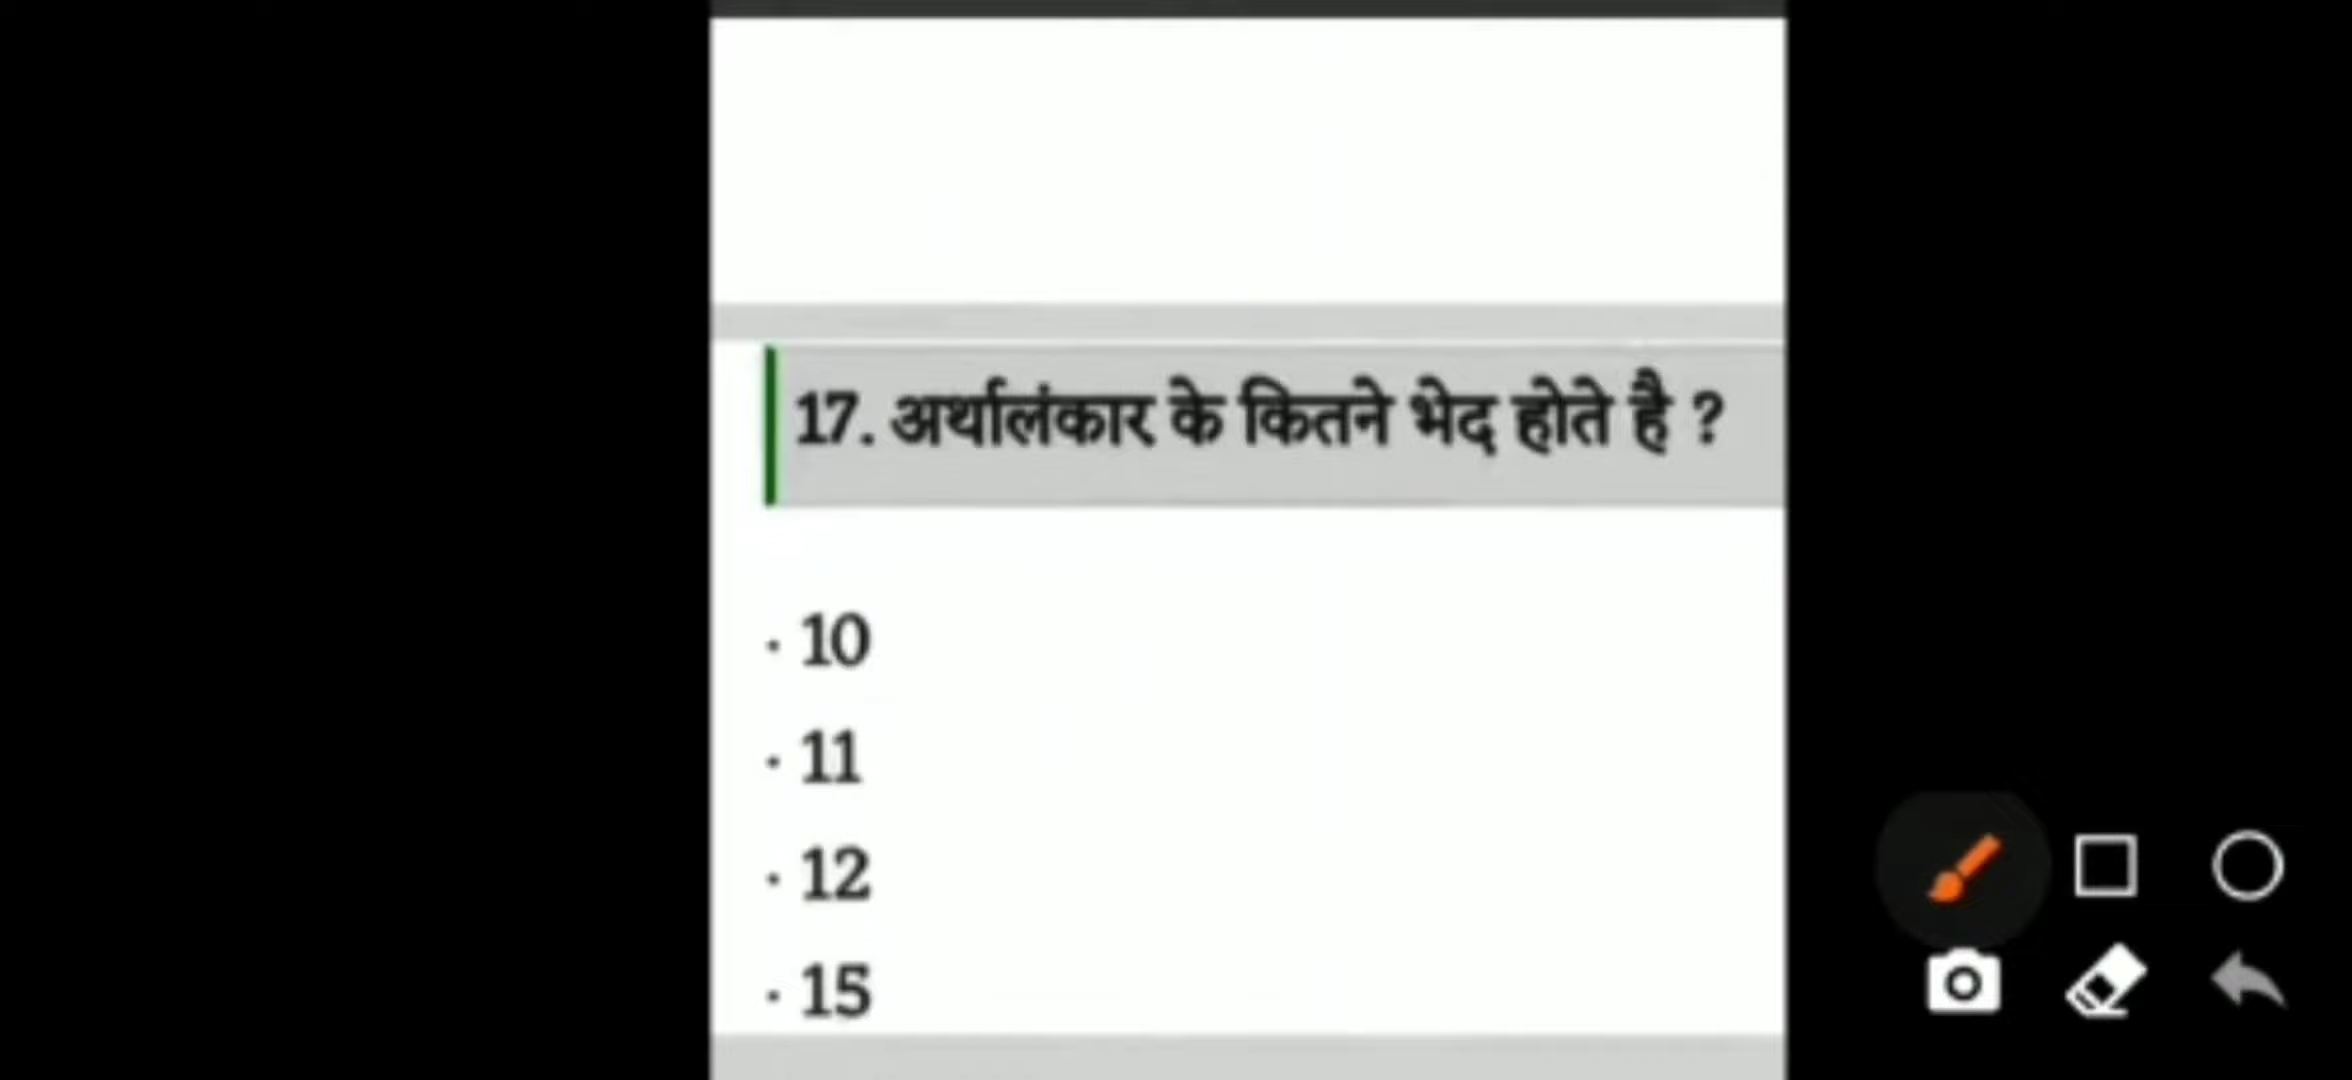 17. अर्थालंकार के कितने भेद होते है ?
· 10
· 11
· 12
· 15